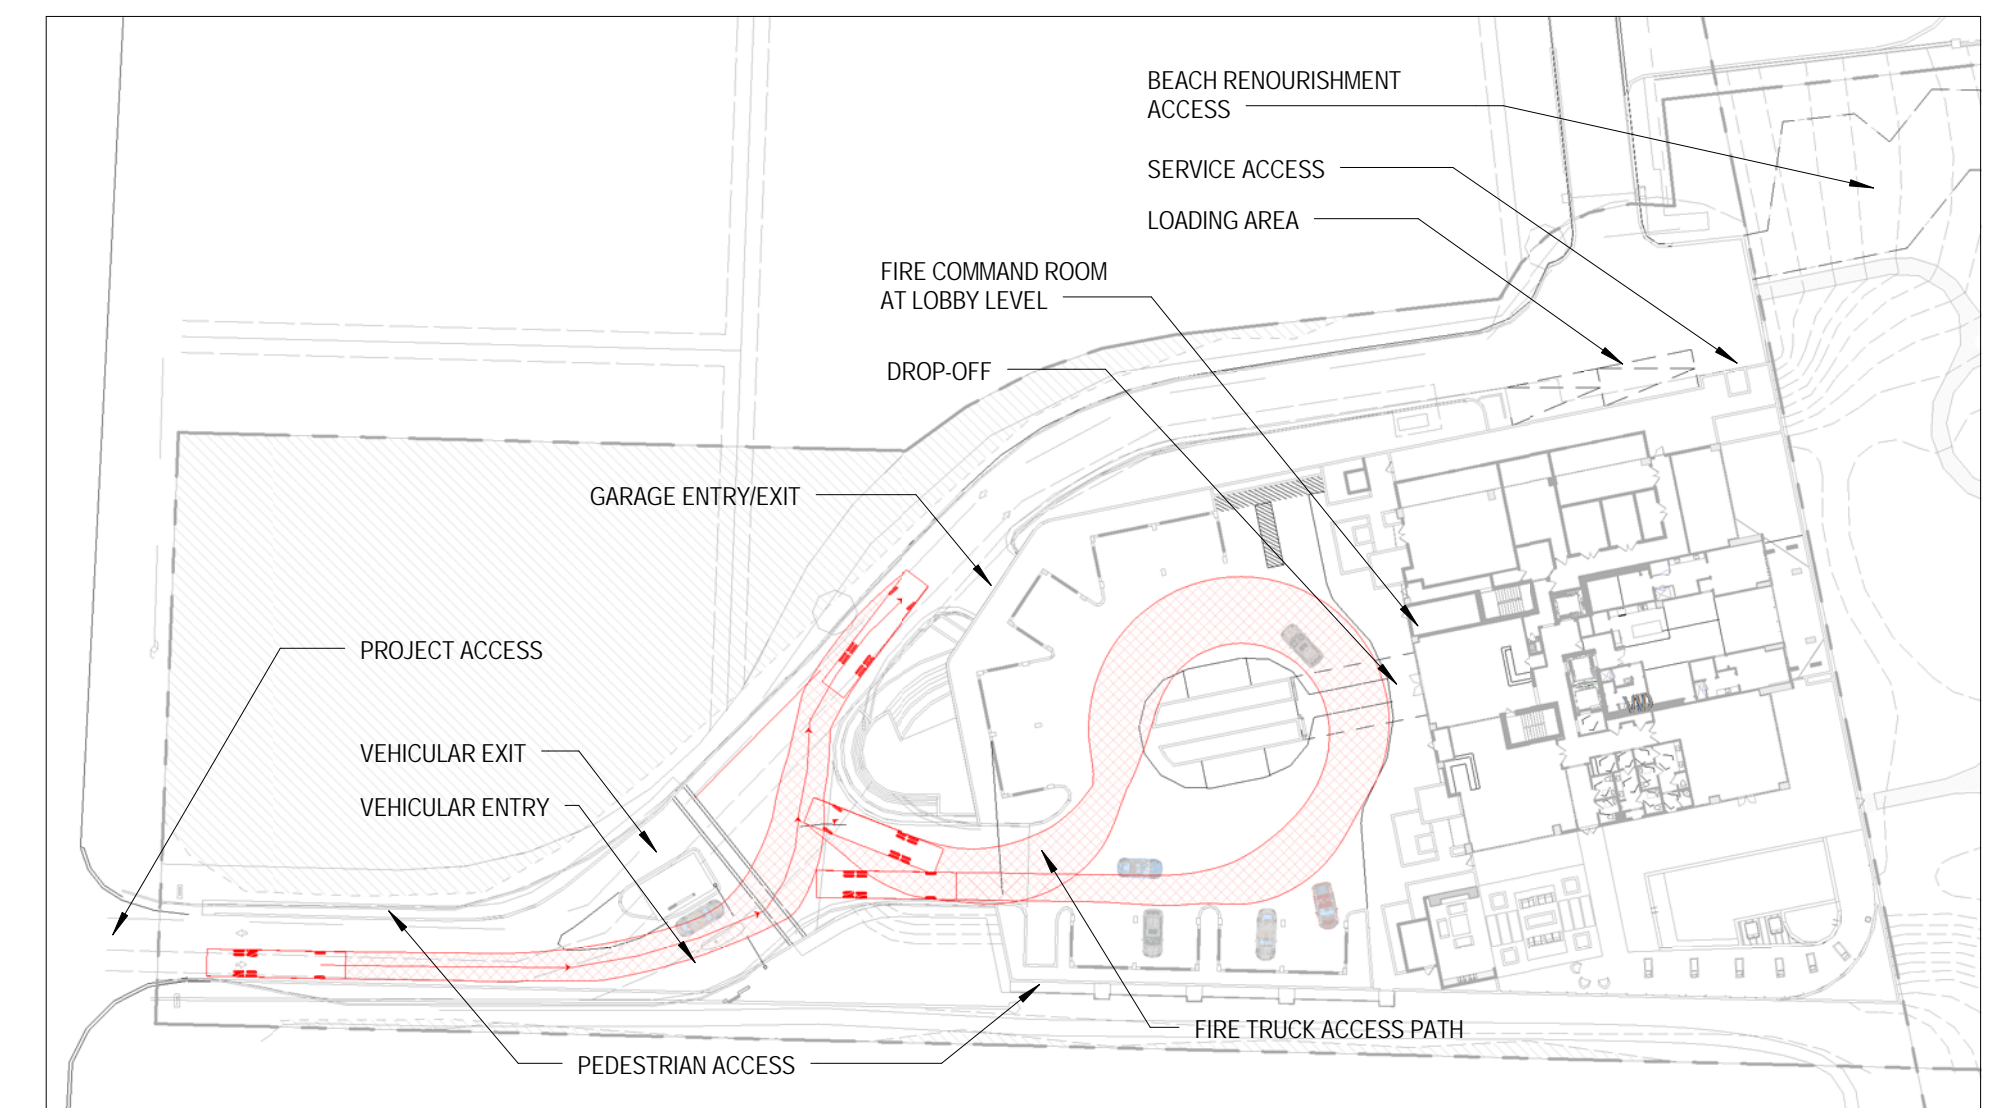 BEACH RENOURISHMENT
ACCESS
SERVICE ACCESS
LOADING AREA
FIRE COMMAND ROOM
AT LOBBY LEVEL
DROP-OFF
GARAGE ENTRY/EXIT
PROJECT ACCESS
VEHICULAR EXIT
VEHICULAR ENTRY
FIRE TRUCK ACCESS PATH
PEDESTRIAN ACCESS